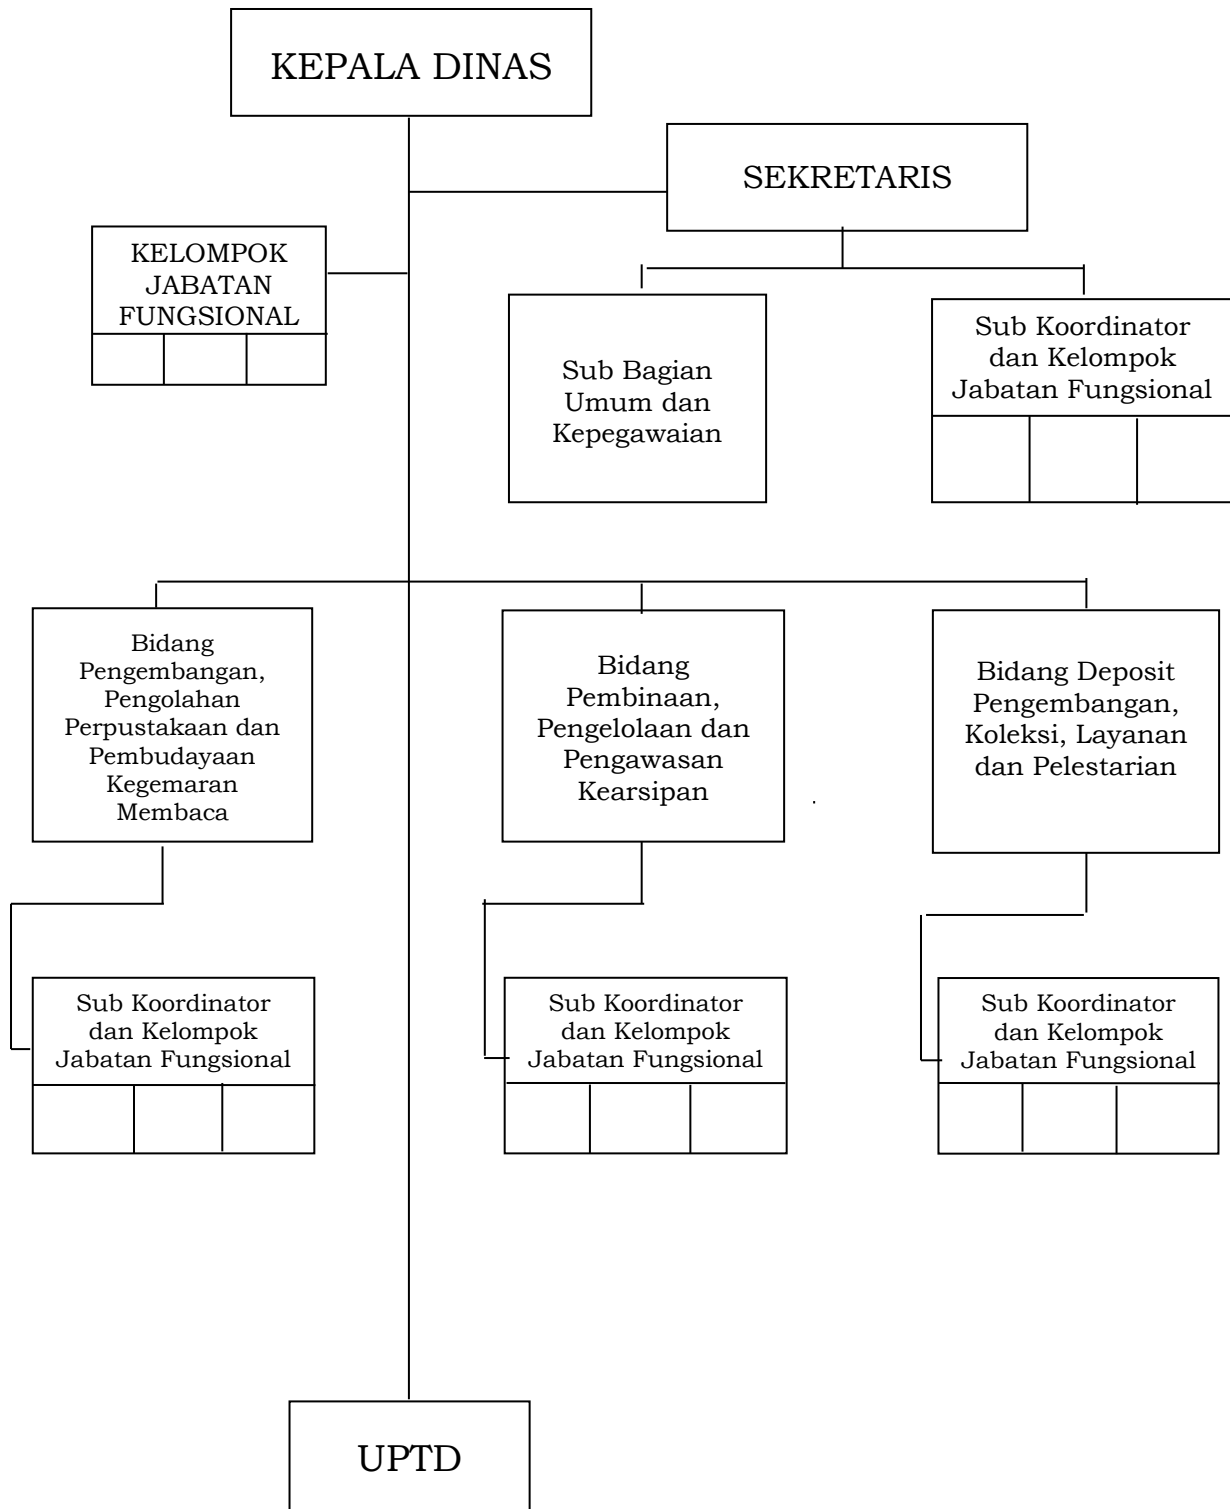 KEPALA DINAS
SEKRETARIS
KELOMPOK
JABATAN
FUNGSIONAL
Sub Bagian
Umum dan
Kepegawaian
Sub Koordinator
dan Kelompok
Jabatan Fungsional
Bidang
Pengembangan,
Pengolahan
Perpustakaan dan
Pembudayaan
Kegemaran
Membaca
Bidang
Pembinaan,
Pengelolaan dan
Pengawasan
Kearsipan
.
Bidang Deposit
Pengembangan,
Koleksi, Layanan
dan Pelestarian
Sub Koordinator
dan Kelompok
Jabatan Fungsional
Sub Koordinator
dan Kelompok
Jabatan Fungsional
Sub Koordinator
dan Kelompok
Jabatan Fungsional
UPTD